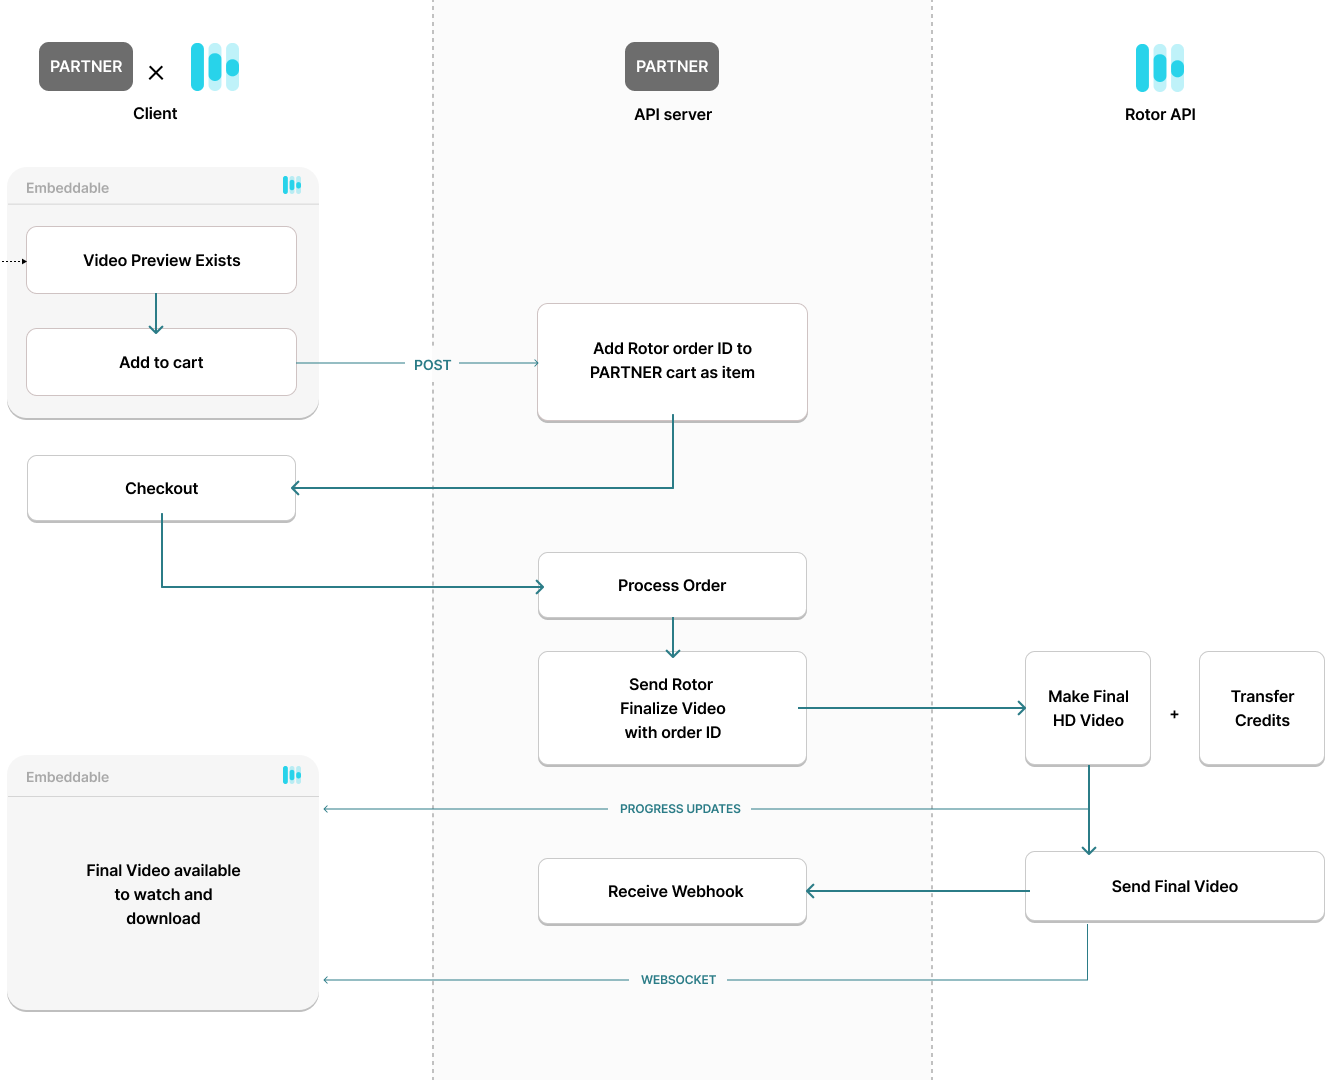 PARTNER
Client
PARTNER
API server
Rotor API
Embeddable
Video Preview Exists
Add to cart
POST
Add Rotor order ID to
PARTNER cart as item
Checkout
Process Order
Send Rotor
Finalize Video
with order ID
Make Final
HD Video
+
Transfer
Credits
Embeddable
PROGRESS UPDATES
Final Video available
to watch and
download
Receive Webhook
Send Final Video
WEBSOCKET